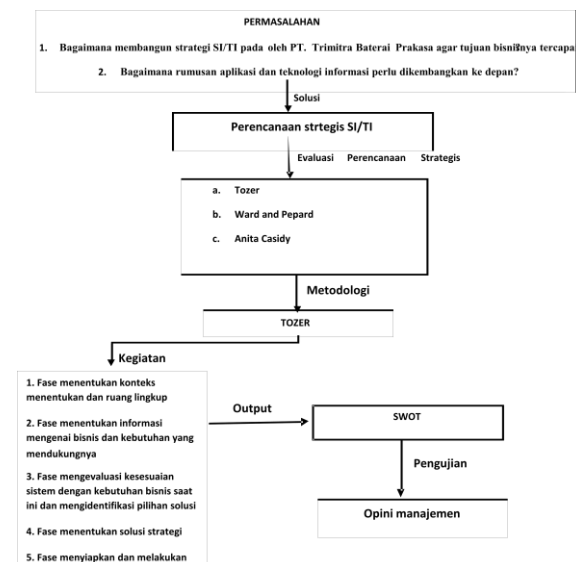 PERMASALAHAN
1. Bagaimana membangun strategi SI/TI pada oleh PT. Trimitra Baterai Prakasa agar tujuan bisnisnya tercapa
2. Bagaimana rumusan aplikasi dan teknologi informasi perlu dikembangkan ke depan?
Solusi
Perencanaan strtegis SI/TI
Evaluasi Perencanaan Strategis
a. Tozer
b. Ward and Pepard
c. Anita Casidy
Metodologi
TOZER
Kegiatan
1. Fase menentukan konteks
menentukan dan ruang lingkup
2. Fase menentukan informasi
mengenai bisnis dan kebutuhan yang
mendukungnya
3. Fase mengevaluasi kesesuaian
sistem dengan kebutuhan bisnis saat
ini dan mengidentifikasi pilihan solusi
4. Fase menentukan solusi strategi
5. Fase menyiapkan dan melakukan
Output
SWOT
Pengujian
Opini manajemen